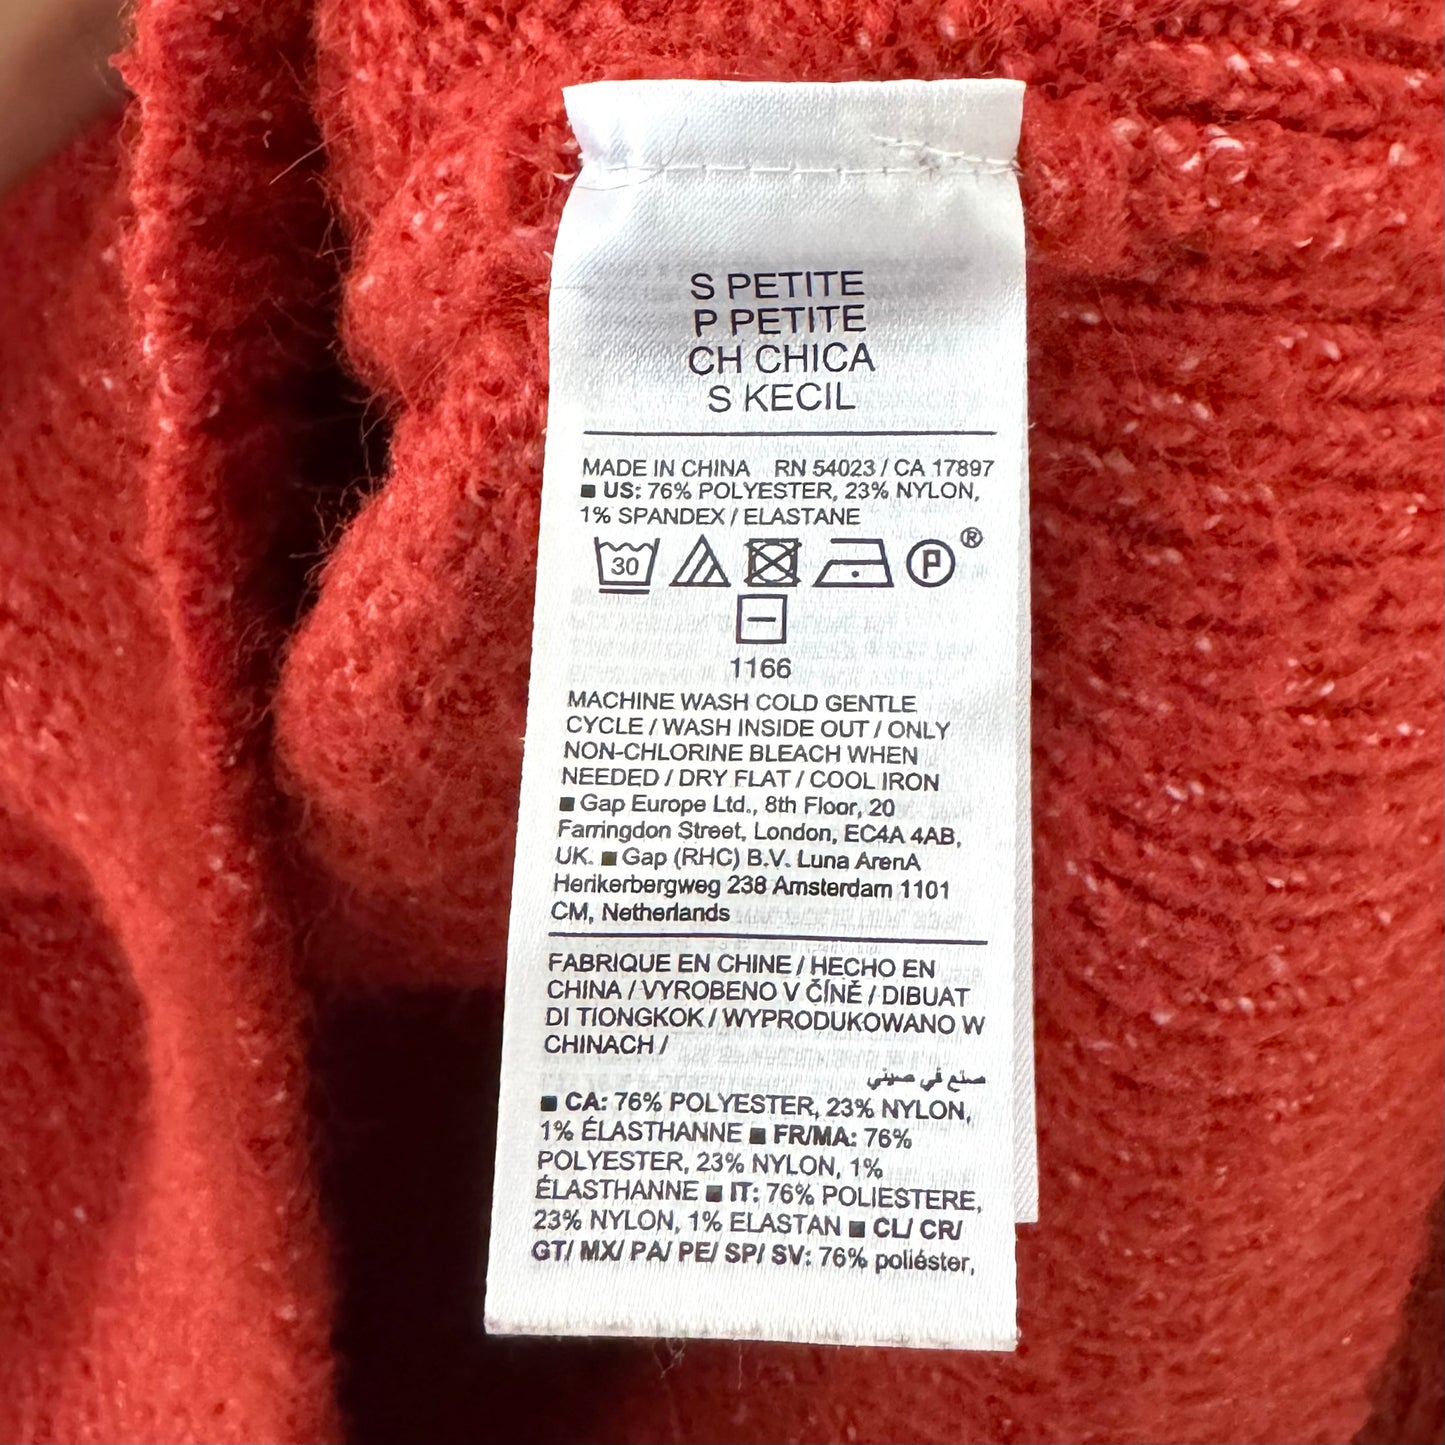 S PETITE
P PETITE
CH CHICA
S KECIL
MADE IN CHINA RN 54023 / CA 17897
■ US: 76% POLYESTER, 23% NYLON,
1% SPANDEX / ELASTANE
30 P ®
1166
MACHINE WASH COLD GENTLE
CYCLE / WASH INSIDE OUT / ONLY
NON-CHLORINE BLEACH WHEN
NEEDED / DRY FLAT / COOL IRON
■ Gap Europe Ltd., 8th Floor, 20
Farringdon Street, London, EC4A 4AB,
UK. ■ Gap (RHC) B.V. Luna ArenA
Herikerbergweg 238 Amsterdam 1101
CM, Netherlands
FABRIQUE EN CHINE / HECHO EN
CHINA / VYROBENO V ČÍNĚ / DIBUAT
DI TIONGKOK / WYPRODUKOWANO W
CHINACH /
صنع في صيني
■ CA: 76% POLYESTER, 23% NYLON,
1% ÉLASTHANNE ■ FR/MA: 76%
POLYESTER, 23% NYLON, 1%
ÉLASTHANNE ■ IT: 76% POLIESTERE,
23% NYLON, 1% ELASTAN ■ CL/ CR/
GT/ MX/ PA/ PE/ SP/ SV: 76% poliéster,